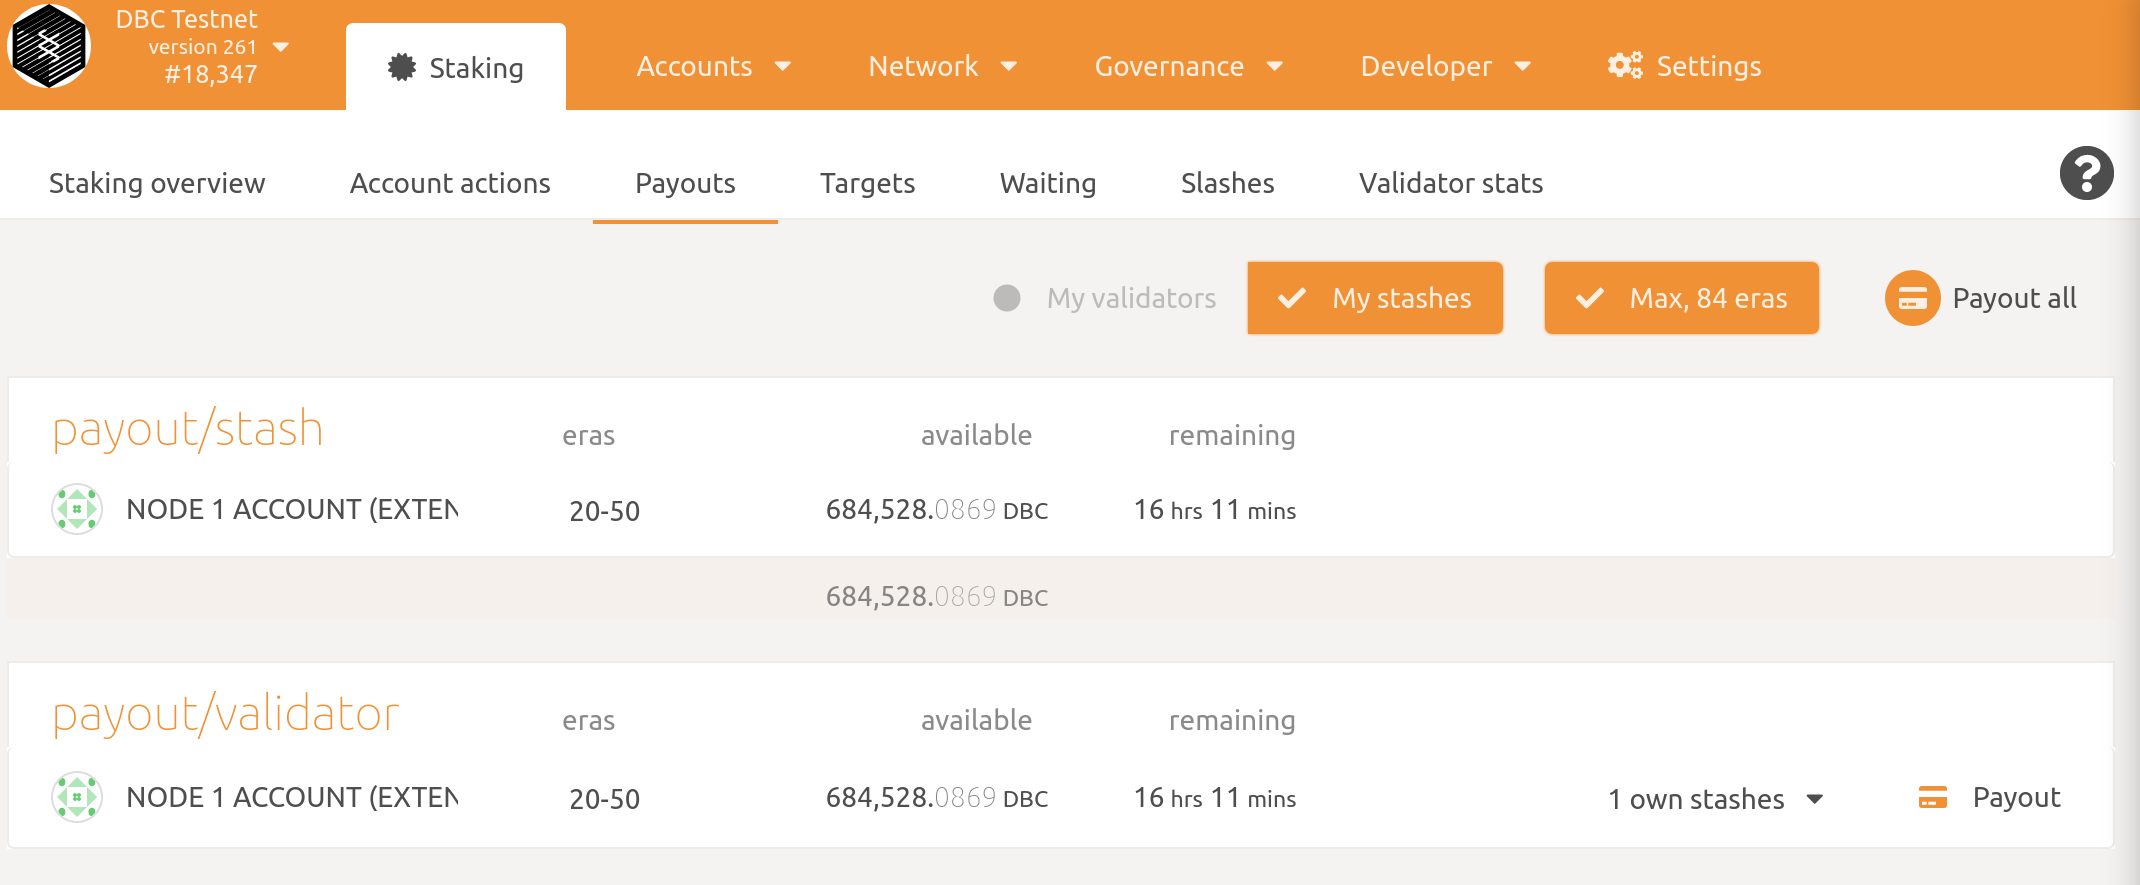 DBC Testnet
version 261
#18,347
Staking
Accounts
Network
Governance
Developer
Settings
Staking overview
Account actions
Payouts
Targets
Waiting
Slashes
Validator stats
?
My validators
My stashes
Max, 84 eras
Payout all
payout/stash eras available remaining
NODE 1 ACCOUNT (EXTEN 20-50 684,528.0869 DBC 16 hrs 11 mins
684,528.0869 DBC
payout/validator eras available remaining
NODE 1 ACCOUNT (EXTEN 20-50 684,528.0869 DBC 16 hrs 11 mins 1 own stashes Payout